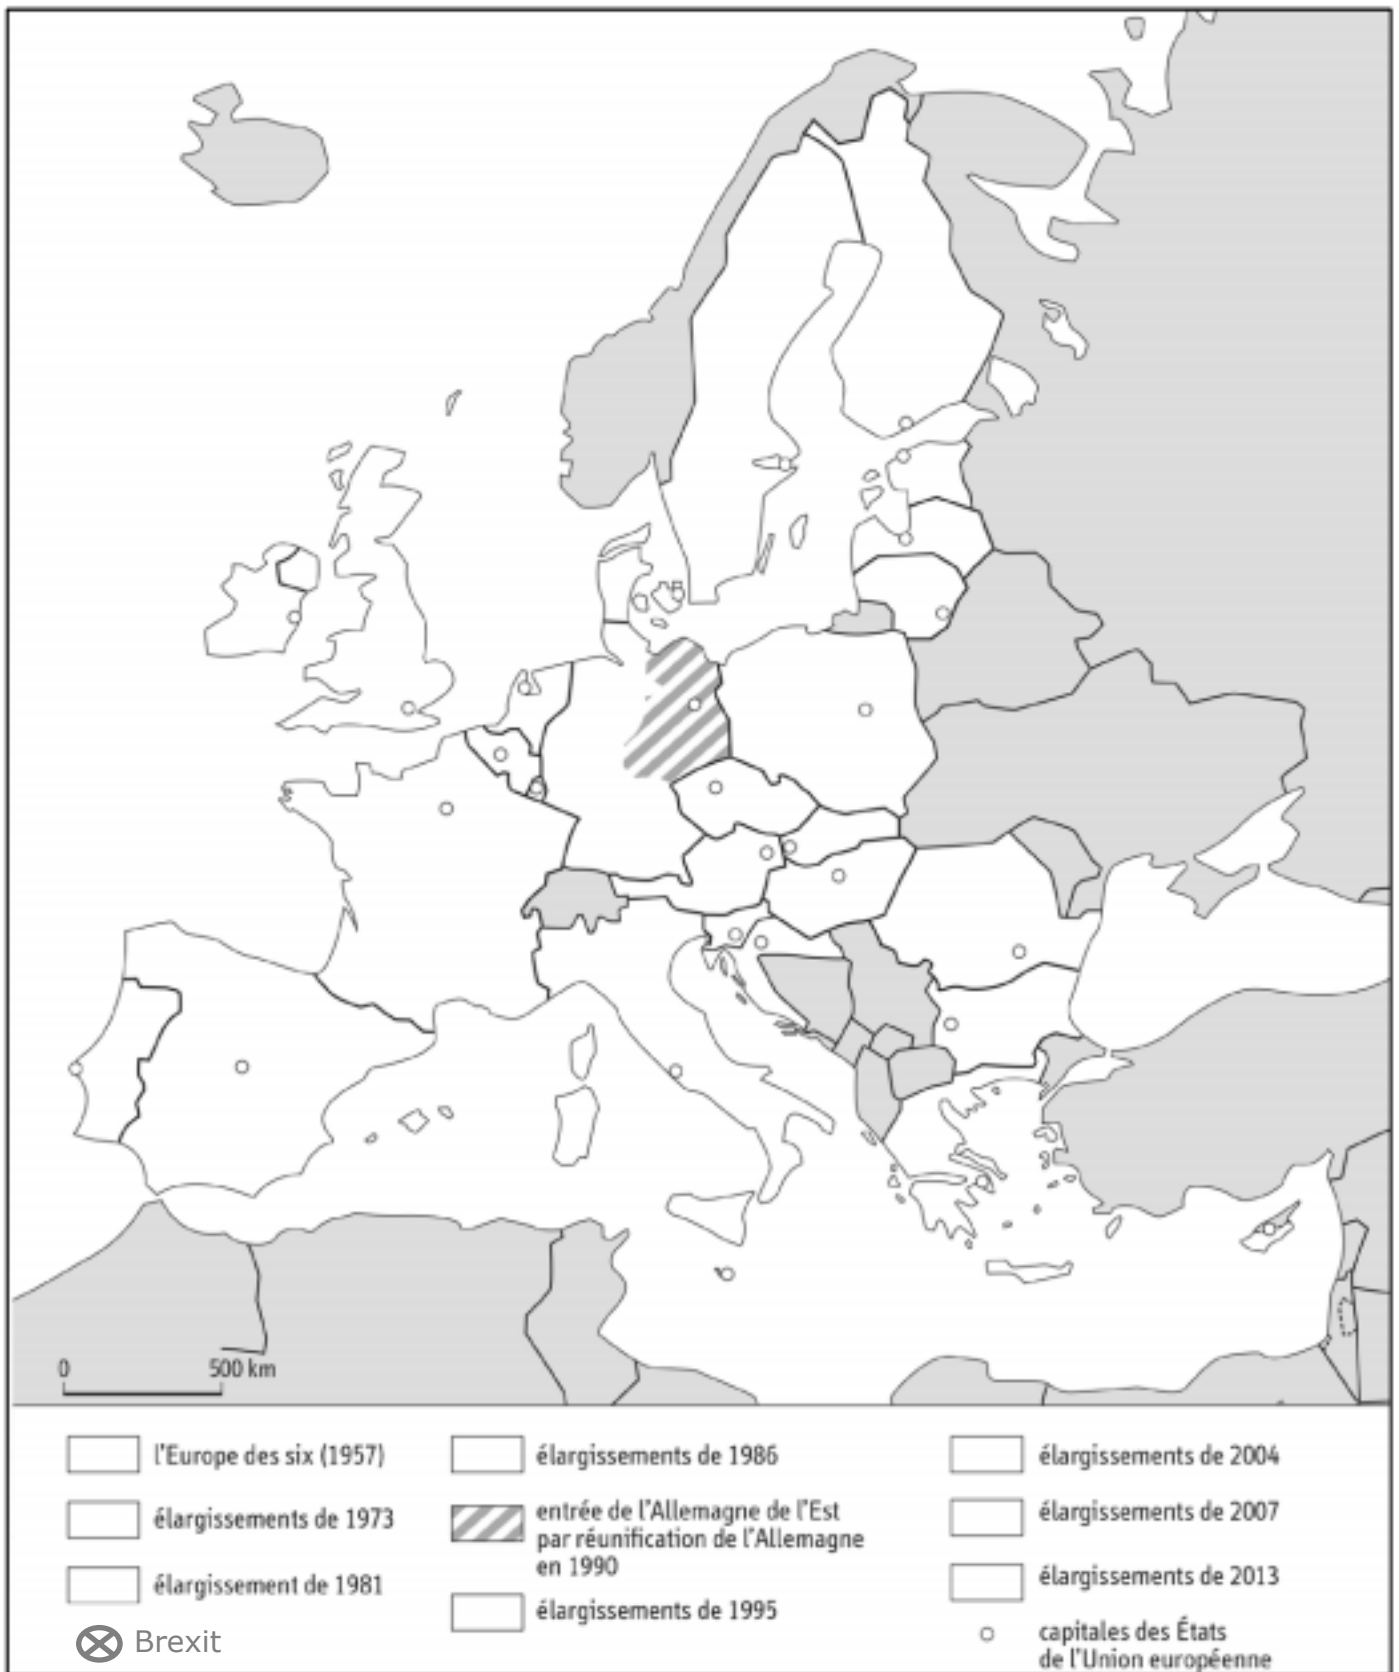 0
500 km
l'Europe des six (1957)
élargissements de 1973
élargissement de 1981
Brexit
élargissements de 1986
entrée de l'Allemagne de l'Est
par réunification de l'Allemagne
en 1990
élargissements de 1995
élargissements de 2004
élargissements de 2007
élargissements de 2013
capitales des États
de l'Union européenne